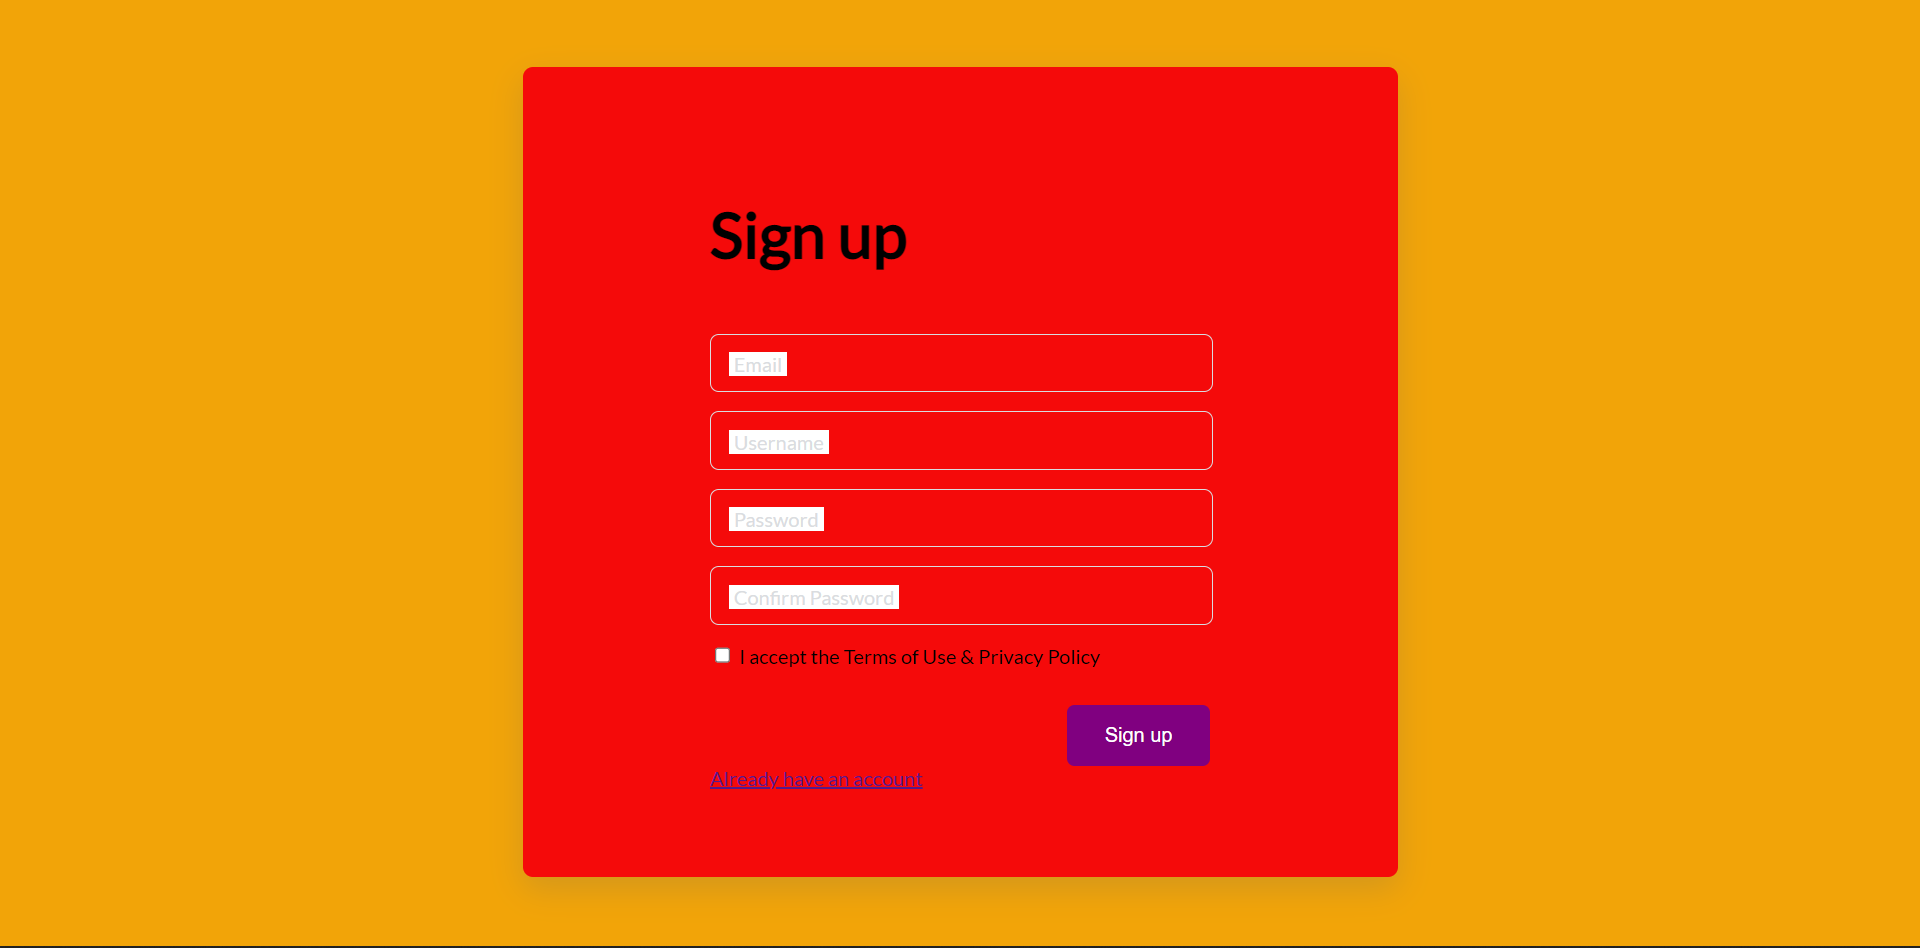 Sign up
Email
Username
Password
Confirm Password
I accept the Terms of Use & Privacy Policy
Sign up
Already have an account